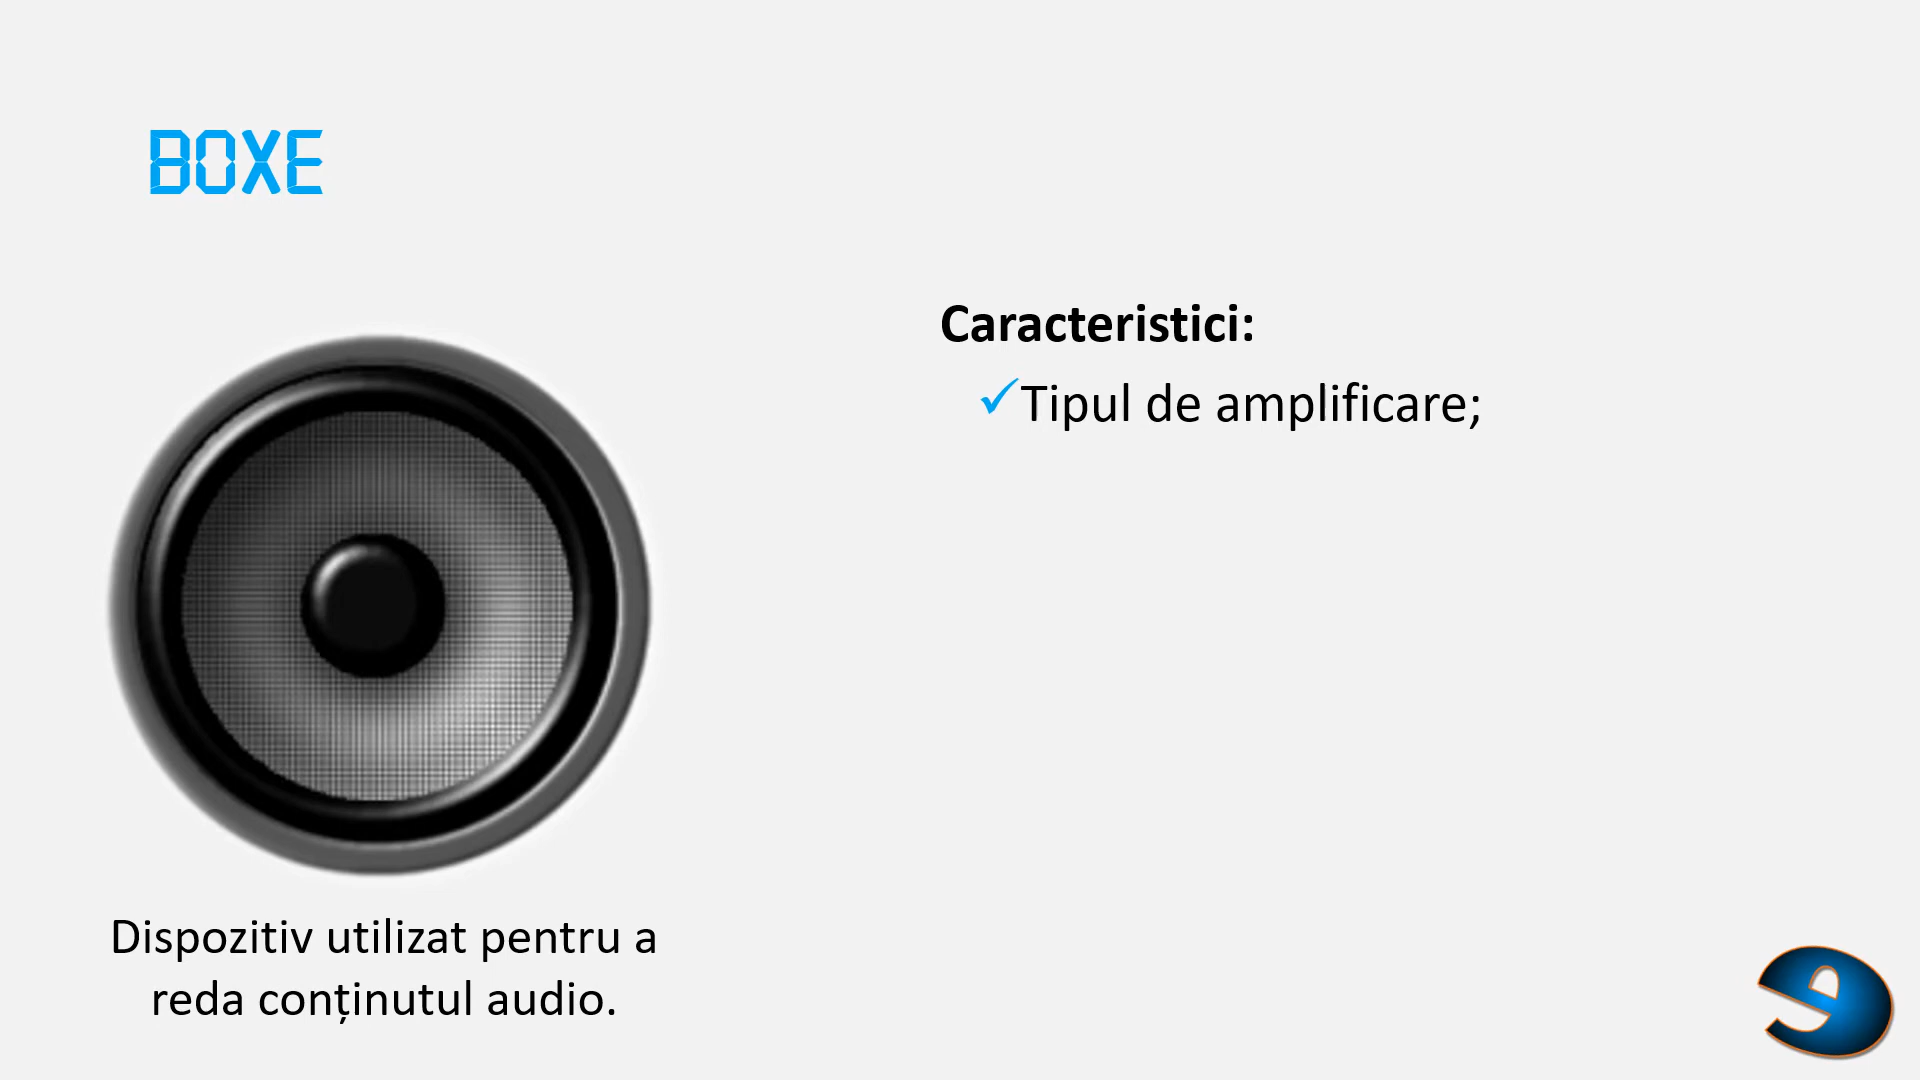 BOXE
Caracteristici:
✓Tipul de amplificare;
Dispozitiv utilizat pentru a
reda conținutul audio.